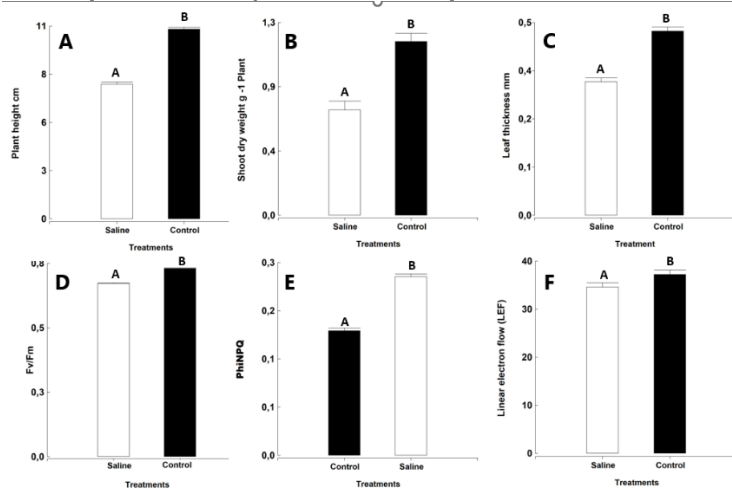 A
Plant height cm
11
8
6
3
0
A
B
Saline
Control
Treatments
B
Shoot dry weight g -1 Plant
1,3
0,9
0,4
0,0
A
B
Saline
Control
Treatments
C
Leaf thickness mm
0,5
0,4
0,2
0,1
0,0
A
B
Saline
Control
Treatment
D
Fv/Fm
0,8
0,5
0,3
0,0
A
B
Saline
Control
Treatments
E
PhiNPQ
0,3
0,2
0,1
0,1
0,0
A
B
Control
Saline
Treatments
F
Linear electron flow (LEF)
40
30
20
10
0
A
B
Saline
Control
Treatments